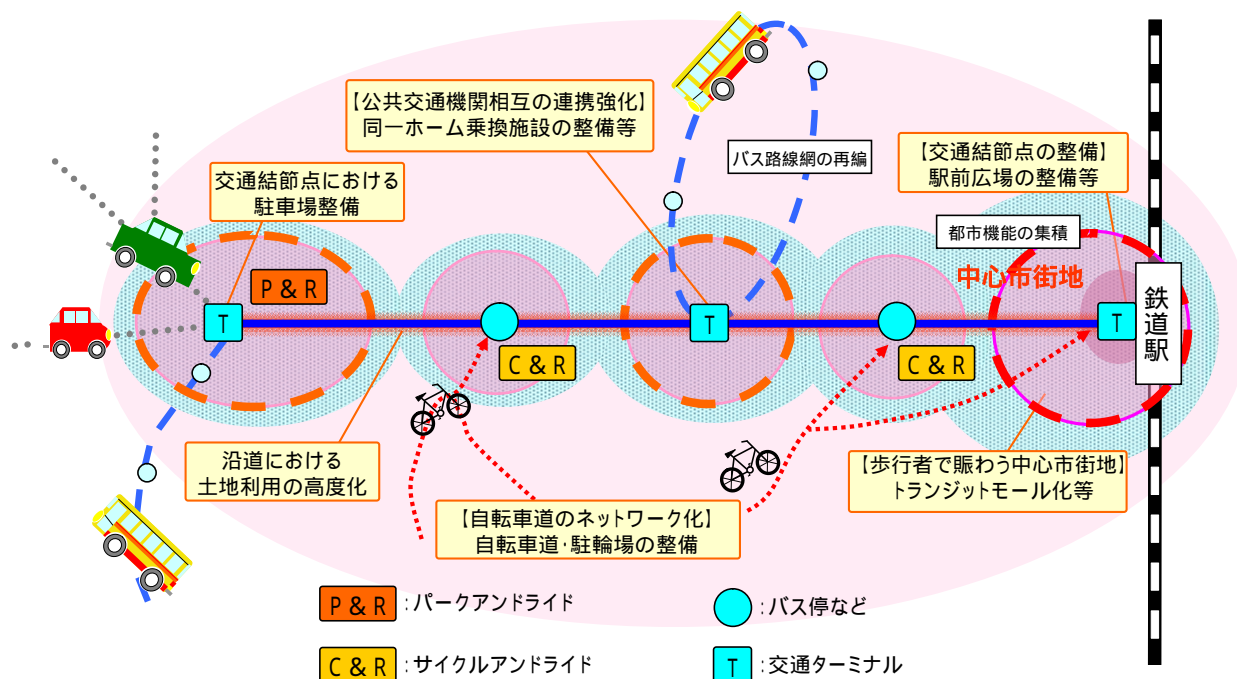 【公共交通機関相互の連携強化】
同一ホーム乗換施設の整備等
バス路線網の再編
【交通結節点の整備】
駅前広場の整備等
交通結節点における
駐車場整備
都市機能の集積
中心市街地
P & R
T
T
T
鉄道駅
C & R
C & R
沿道における
土地利用の高度化
【歩行者で賑わう中心市街地】
トランジットモール化等
【自転車道のネットワーク化】
自転車道・駐輪場の整備
P & R :パークアンドライド
:バス停など
C & R :サイクルアンドライド
T :交通ターミナル